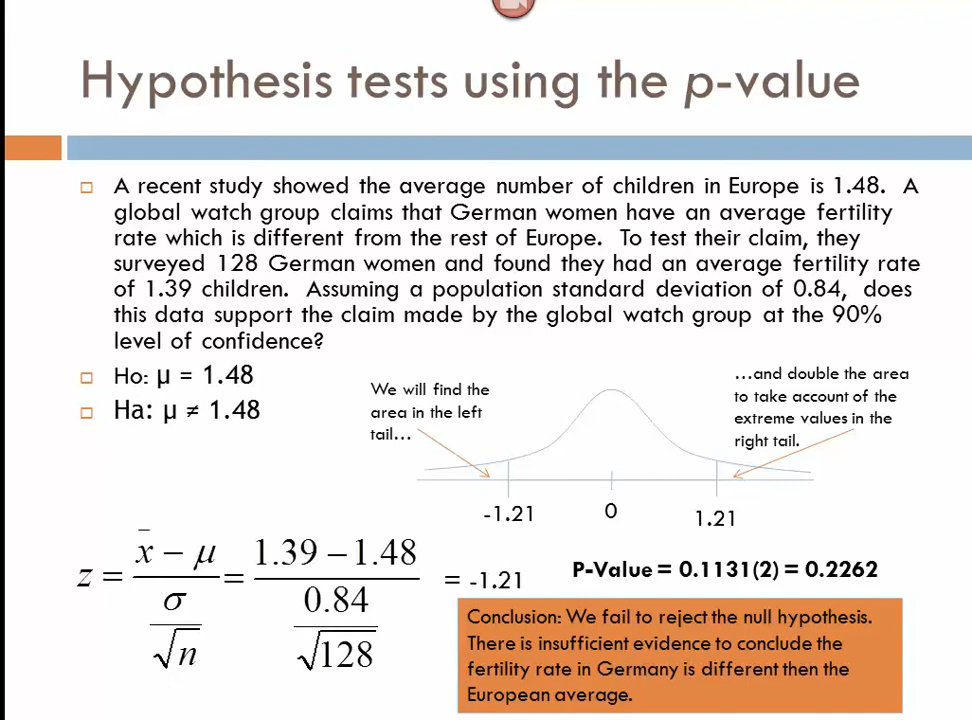 Hypothesis tests using the p-value
A recent study showed the average number of children in Europe is 1.48. A
global watch group claims that German women have an average fertility
rate which is different from the rest of Europe. To test their claim, they
surveyed 128 German women and found they had an average fertility rate
of 1.39 children. Assuming a population standard deviation of 0.84, does
this data support the claim made by the global watch group at the 90%
level of confidence?
Ho: μ = 1.48
Ha: μ ≠ 1.48
We will find the
area in the left
tail…
…and double the area
to take account of the
extreme values in the
right tail.
-1.21 0 1.21
z = (x̄ − μ) / (σ / √n) = (1.39 − 1.48) / (0.84 / √128) = -1.21
P-Value = 0.1131(2) = 0.2262
Conclusion: We fail to reject the null hypothesis.
There is insufficient evidence to conclude the
fertility rate in Germany is different then the
European average.